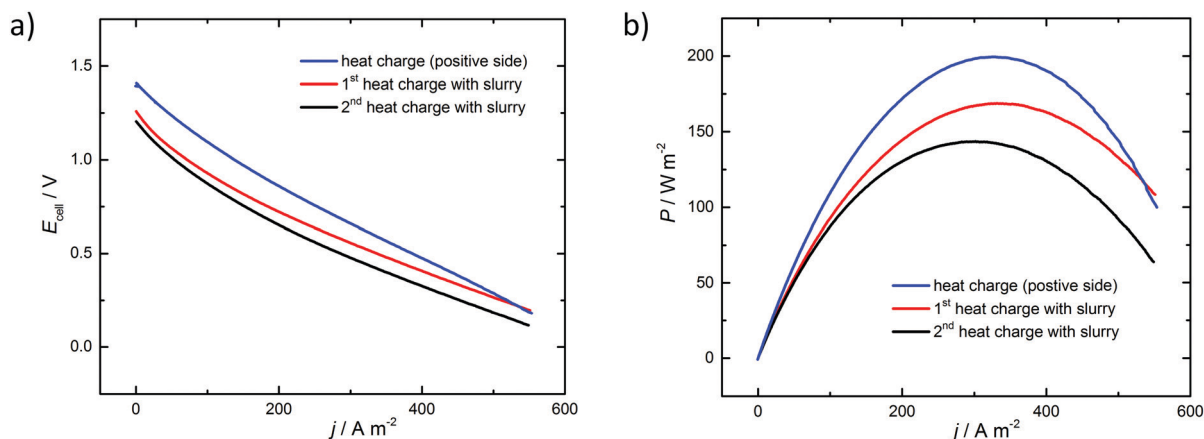 a)
heat charge (positive side)
1st heat charge with slurry
2nd heat charge with slurry
1.5
1.0
0.5
0.0
Ecell / V
0
200
400
600
j / A m-2
b)
200
150
100
50
0
P / W m-2
heat charge (postive side)
1st heat charge with slurry
2nd heat charge with slurry
0
200
400
600
j / A m-2